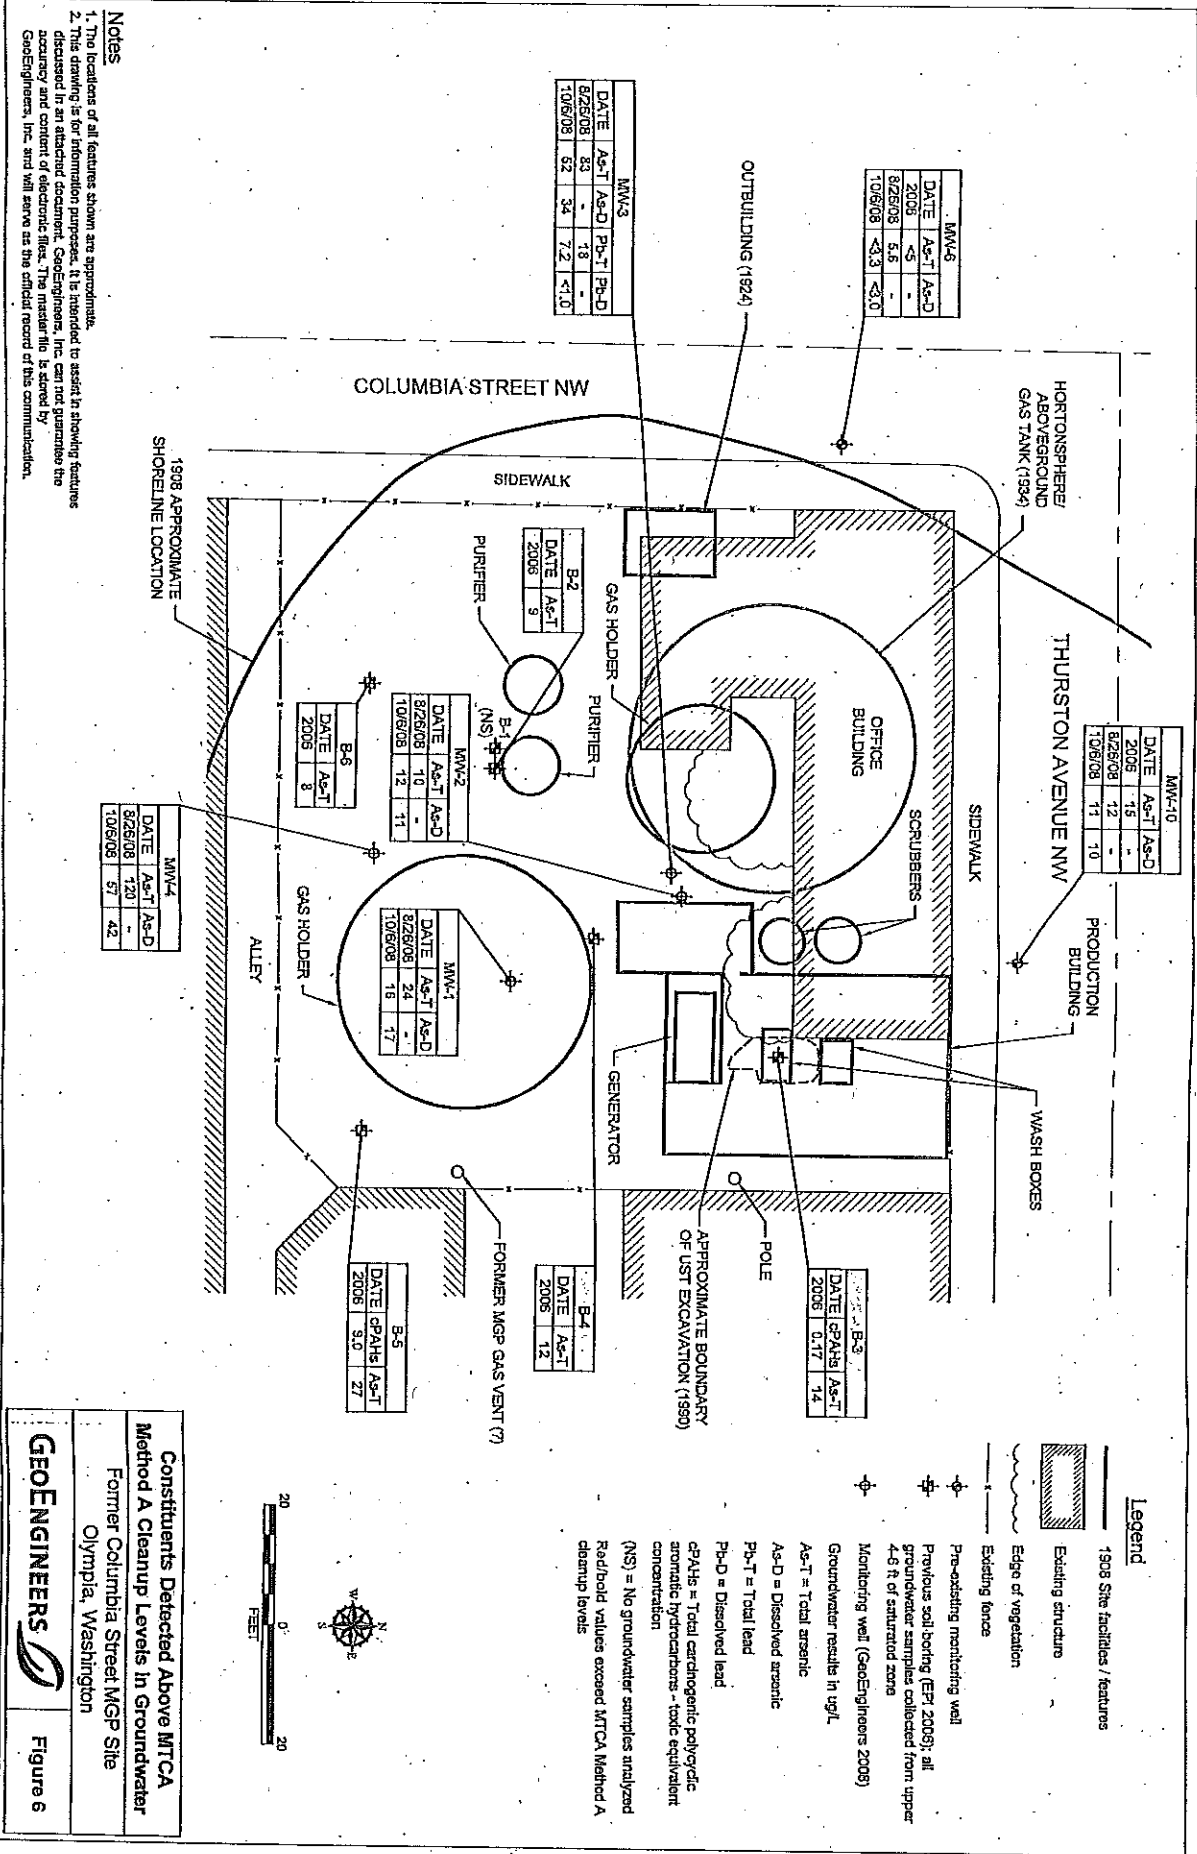 MW-6
DATE As-T As-D
2006 <5 -
8/25/08 5.6 -
10/6/08 <3.3 <3.0
HORTONSPHERE/
ABOVEGROUND
GAS TANK (1934)
OUTBUILDING (1924)
MW-3
DATE As-T As-D Pb-T Pb-D
8/25/08 83 - 18 -
10/6/08 62 34 7.2 <1.0
COLUMBIA STREET NW
SIDEWALK
1908 APPROXIMATE
SHORELINE LOCATION
THURSTON AVENUE NW
SIDEWALK
MW-10
DATE As-T As-D
2006 15 -
8/26/08 12 -
10/6/08 11 10
PRODUCTION
BUILDING
WASH BOXES
OFFICE
BUILDING
SCRUBBERS
GAS HOLDER
PURIFIER
PURIFIER
B-2
DATE As-T
2006 9
B-1
(NS)
MW-2
DATE As-T As-D
8/26/08 10 -
10/6/08 12 11
B-6
DATE As-T
2006 8
MW-4
DATE As-T As-D
8/26/08 120 -
10/6/08 57 42
MW-1
DATE As-T As-D
8/26/08 24 -
10/6/08 16 17
GAS HOLDER
ALLEY
GENERATOR
POLE
APPROXIMATE BOUNDARY
OF UST EXCAVATION (1990)
FORMER MGP GAS VENT (?)
B-3
DATE cPAHs As-T
2006 0.17 14
B-4
DATE As-T
2006 12
B-5
DATE cPAHs As-T
2006 9.0 27
Legend
1908 Site facilities / features
Existing structure
Edge of vegetation
Existing fence
Pre-existing monitoring well
Previous soil-boring (EPI 2006); all
groundwater samples collected from upper
4-6 ft of saturated zone
Monitoring well (GeoEngineers 2008)
Groundwater results in ug/L
As-T = Total arsenic
As-D = Dissolved arsenic
Pb-T = Total lead
Pb-D = Dissolved lead
cPAHs = Total carcinogenic polycyclic
aromatic hydrocarbons - toxic equivalent
concentration
(NS) = No groundwater samples analyzed
Red/bold values exceed MTCA Method A
cleanup levels
N
W
E
S
20 0 20
FEET
Notes
1. The locations of all features shown are approximate.
2. This drawing is for information purposes. It is intended to assist in showing features
discussed in an attached document. GeoEngineers, Inc. can not guarantee the
accuracy and content of electronic files. The master file is stored by
GeoEngineers, Inc. and will serve as the official record of this communication.
Constituents Detected Above MTCA
Method A Cleanup Levels in Groundwater
Former Columbia Street MGP Site
Olympia, Washington
GEOENGINEERS
Figure 6